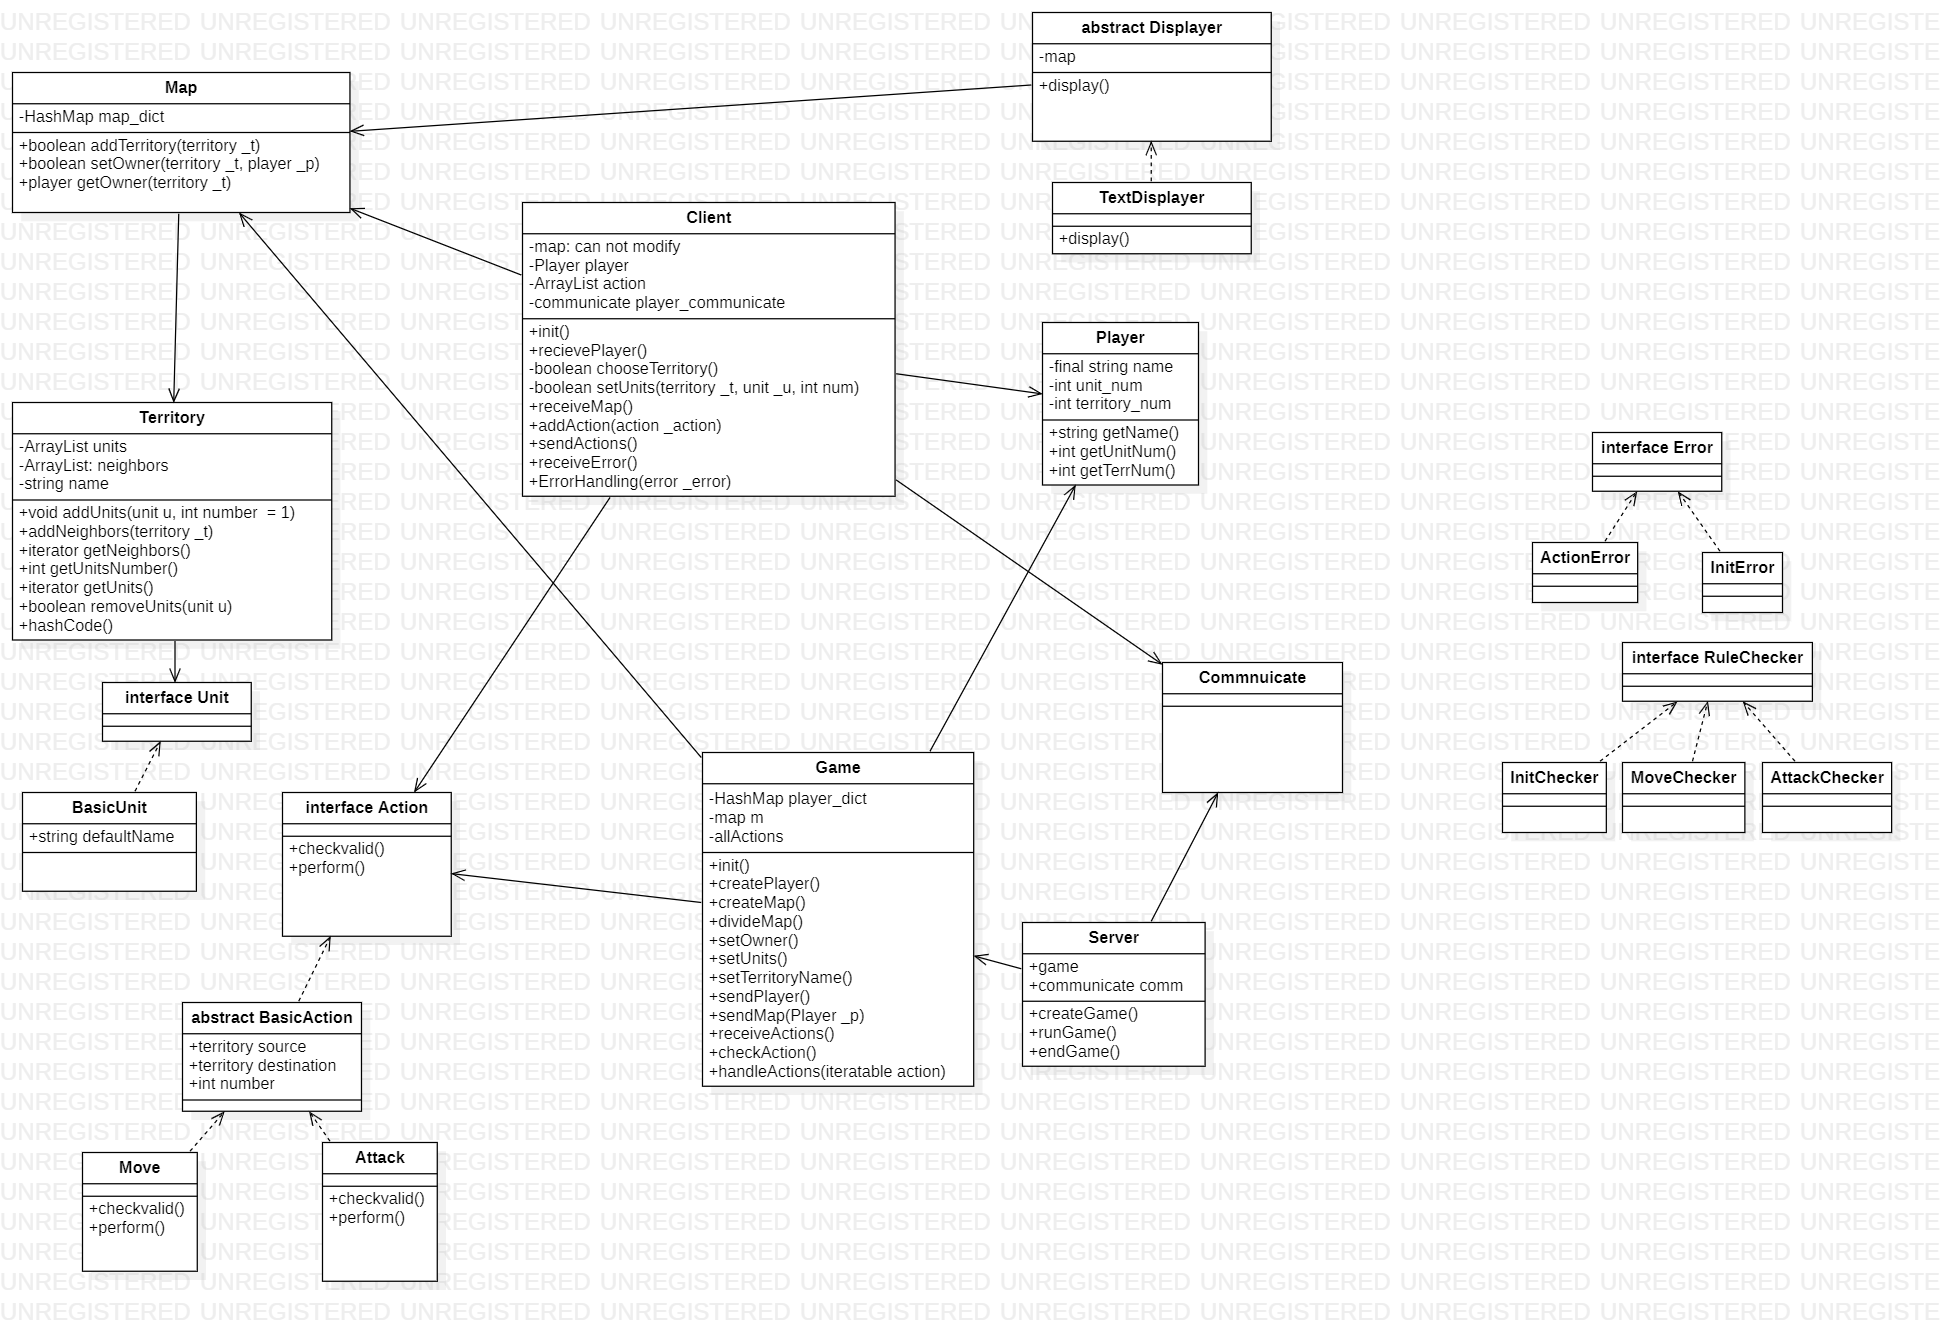 abstract Displayer
-map
+display()
Map
-HashMap map_dict
+boolean addTerritory(territory _t)
+boolean setOwner(territory _t, player _p)
+player getOwner(territory _t)
TextDisplayer
+display()
Client
-map: can not modify
-Player player
-ArrayList action
-communicate player_communicate
+init()
+recievePlayer()
-boolean chooseTerritory()
-boolean setUnits(territory _t, unit _u, int num)
+receiveMap()
+addAction(action _action)
+sendActions()
+receiveError()
+ErrorHandling(error _error)
Player
-final string name
-int unit_num
-int territory_num
+string getName()
+int getUnitNum()
+int getTerrNum()
Territory
-ArrayList units
-ArrayList: neighbors
-string name
+void addUnits(unit u, int number  = 1)
+addNeighbors(territory _t)
+iterator getNeighbors()
+int getUnitsNumber()
+iterator getUnits()
+boolean removeUnits(unit u)
+hashCode()
interface Error
ActionError
InitError
interface RuleChecker
InitChecker
MoveChecker
AttackChecker
interface Unit
BasicUnit
+string defaultName
Commnuicate
interface Action
+checkvalid()
+perform()
Game
-HashMap player_dict
-map m
-allActions
+init()
+createPlayer()
+createMap()
+divideMap()
+setOwner()
+setUnits()
+setTerritoryName()
+sendPlayer()
+sendMap(Player _p)
+receiveActions()
+checkAction()
+handleActions(iteratable action)
Server
+game
+communicate comm
+createGame()
+runGame()
+endGame()
abstract BasicAction
+territory source
+territory destination
+int number
Move
+checkvalid()
+perform()
Attack
+checkvalid()
+perform()
UNREGISTERED